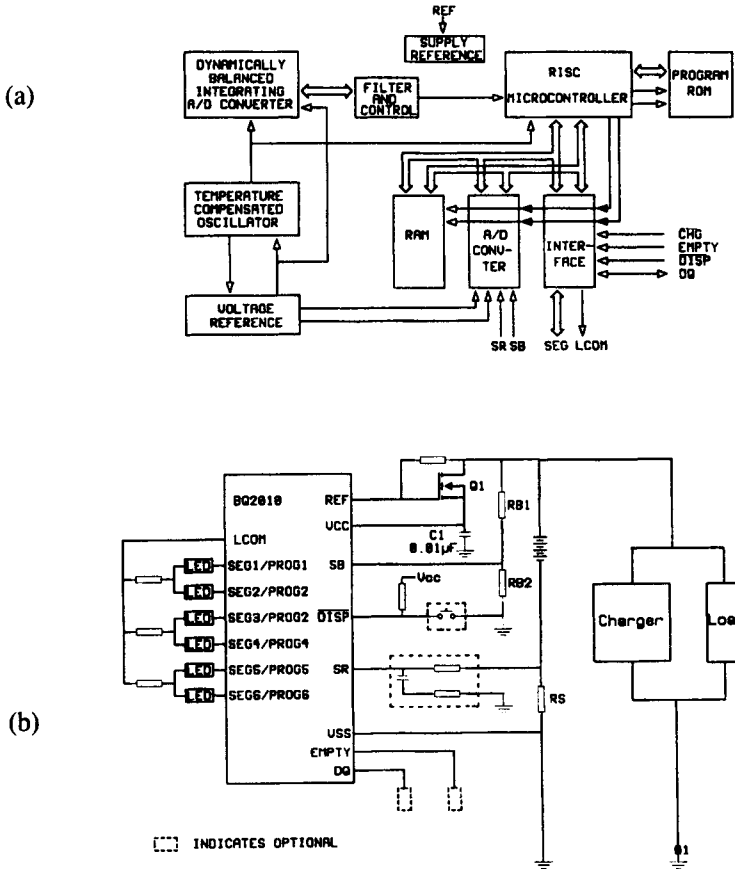 (a)
REF
SUPPLY
REFERENCE
DYNAMICALLY
BALANCED
INTEGRATING
A/D CONVERTER
FILTER
AND
CONTROL
RISC
MICROCONTROLLER
PROGRAM
ROM
TEMPERATURE
COMPENSATED
OSCILLATOR
RAM
A/D
CONV-
TER
INTER-
FACE
CHG
EMPTY
DISP
DQ
VOLTAGE
REFERENCE
SR SB SEG LCOM
(b)
BQ2010
REF
VCC
LCOM
SB
LED SEG1/PROG1
LED SEG2/PROG2
LED SEG3/PROG2
DISP
LED SEG4/PROG4
LED SEG5/PROG5
SR
LED SEG6/PROG6
VSS
EMPTY
DQ
Q1
RB1
C1
0.01µF
RB2
Vcc
RS
Charger
Loa
01
INDICATES OPTIONAL